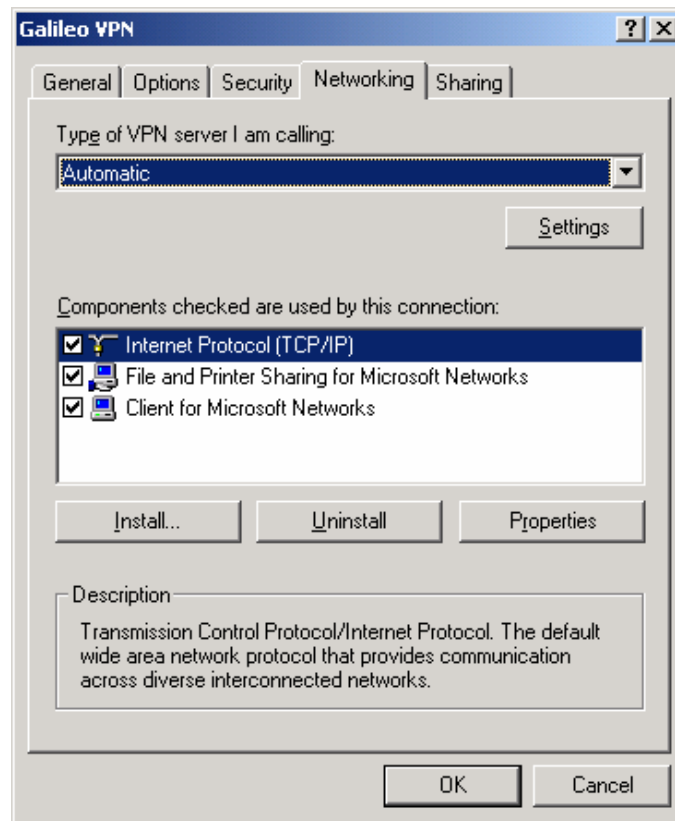 Galileo VPN
General Options Security Networking Sharing
Type of VPN server I am calling:
Automatic
Settings
Components checked are used by this connection:
Internet Protocol (TCP/IP)
File and Printer Sharing for Microsoft Networks
Client for Microsoft Networks
Install... Uninstall Properties
Description
Transmission Control Protocol/Internet Protocol. The default
wide area network protocol that provides communication
across diverse interconnected networks.
OK Cancel